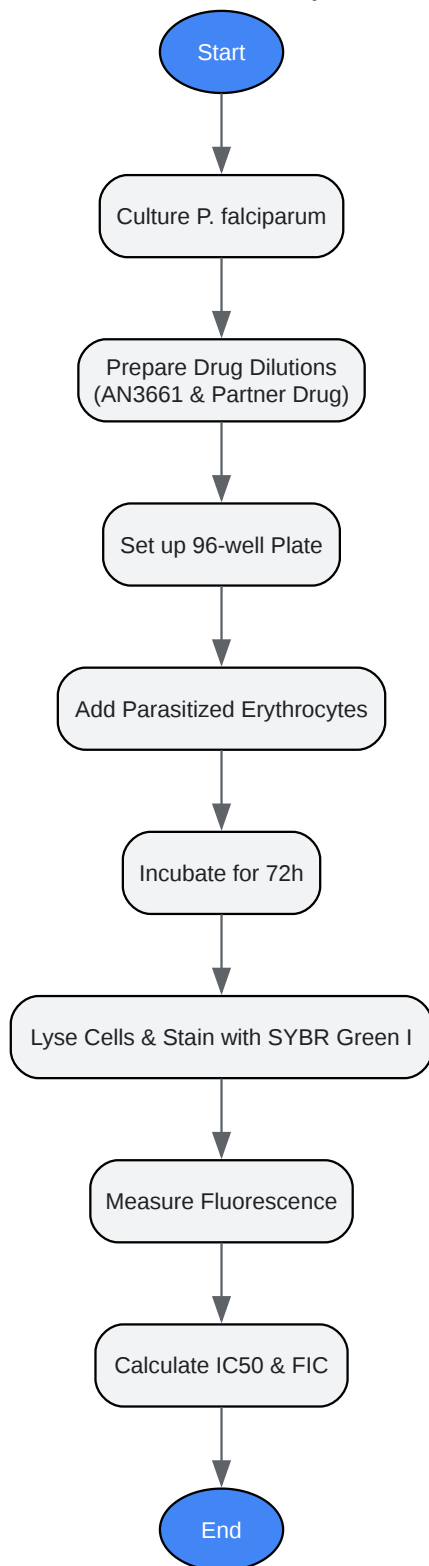 Start
Culture P. falciparum
Prepare Drug Dilutions
(AN3661 & Partner Drug)
Set up 96-well Plate
Add Parasitized Erythrocytes
Incubate for 72h
Lyse Cells & Stain with SYBR Green I
Measure Fluorescence
Calculate IC50 & FIC
End